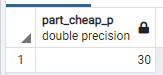 part_cheap_p
double precision
1 30